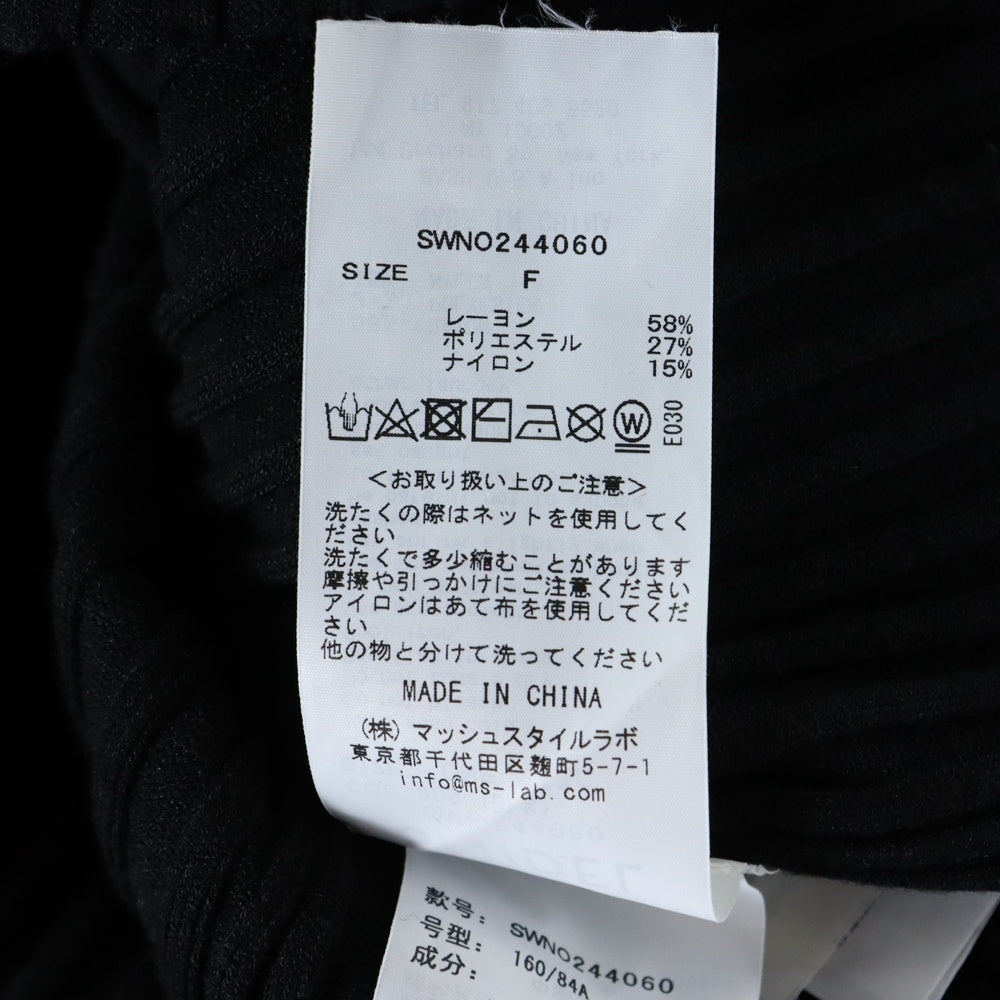 SWNO244060
SIZE F
レーヨン 58%
ポリエステル 27%
ナイロン 15%
W E030
<お取り扱い上のご注意>
洗たくの際はネットを使用してく
ださい
洗たくで多少縮むことがあります
摩擦や引っかけにご注意ください
アイロンはあて布を使用してくだ
さい
他の物と分けて洗ってください
MADE IN CHINA
(株) マッシュスタイルラボ
東京都千代田区麹町5-7-1
info@ms-lab.com
款号: SWNO244060
号型: 160/84A
成分: